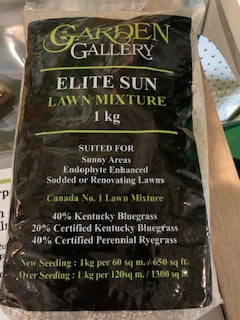 GARDEN
GALLERY
ELITE SUN
LAWN MIXTURE
1 kg
SUITED FOR
Sunny Areas
Endophyte Enhanced
Sodded or Renovating Lawns
Canada No. 1 Lawn Mixture
40% Kentucky Bluegrass
20% Certified Kentucky Bluegrass
40% Certified Perennial Ryegrass
New Seeding : 1kg per 60 sq m. / 650 sq ft.
Over Seeding : 1 kg per 120sq m. / 1300 sq ft.